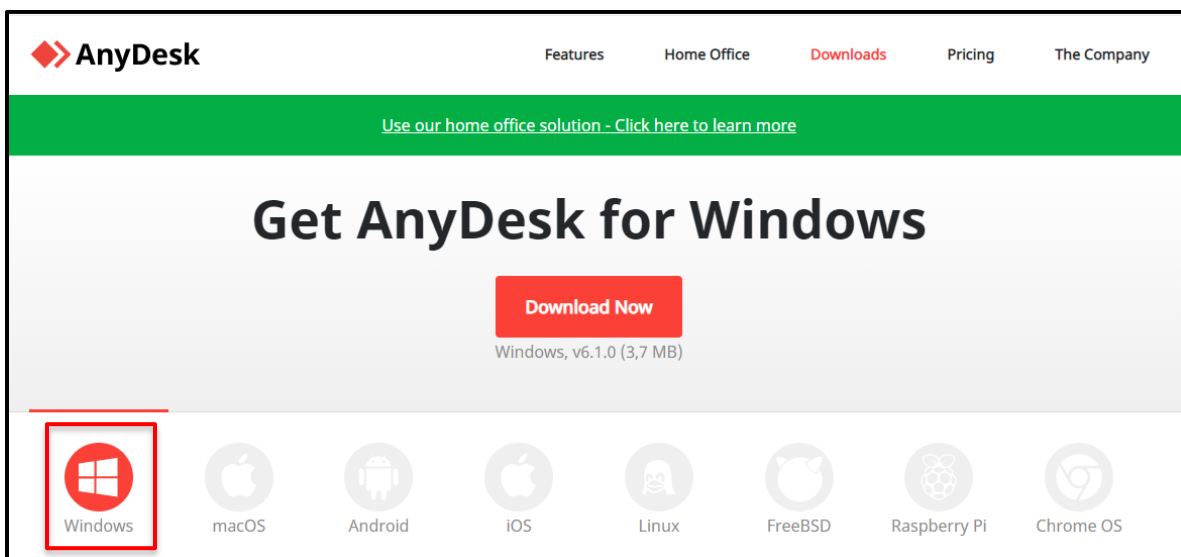 AnyDesk
Features Home Office Downloads Pricing The Company
Use our home office solution - Click here to learn more
Get AnyDesk for Windows
Download Now
Windows, v6.1.0 (3,7 MB)
Windows macOS Android iOS Linux FreeBSD Raspberry Pi Chrome OS